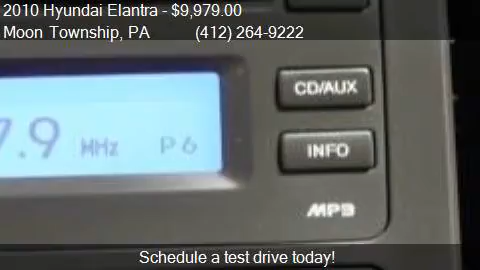 2010 Hyundai Elantra - $9,979.00
Moon Township, PA (412) 264-9222
CD/AUX
7.9 MHz P6
INFO
MP3
Schedule a test drive today!